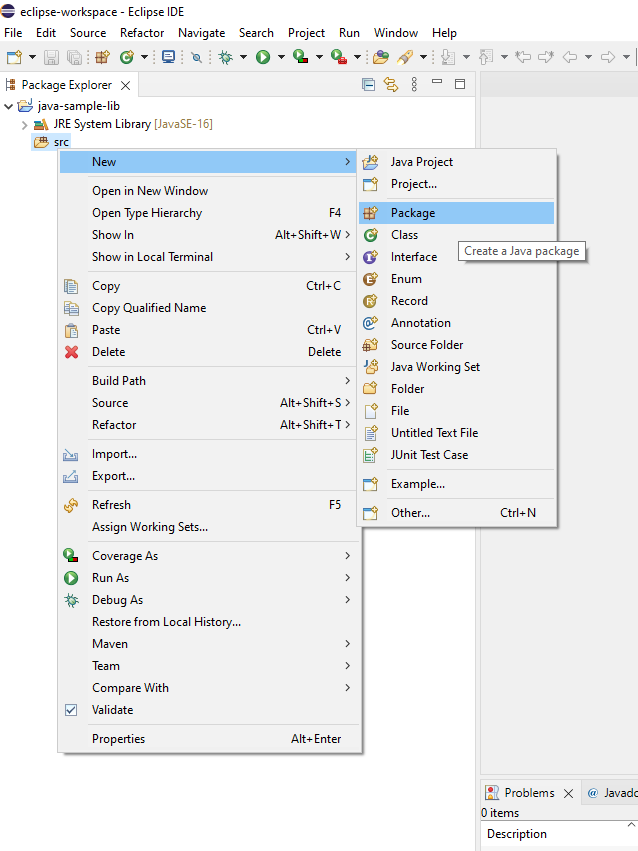 eclipse-workspace - Eclipse IDE
File Edit Source Refactor Navigate Search Project Run Window Help
Package Explorer
java-sample-lib
JRE System Library [JavaSE-16]
src
New
Open in New Window
Open Type Hierarchy F4
Show In Alt+Shift+W
Show in Local Terminal
Copy Ctrl+C
Copy Qualified Name
Paste Ctrl+V
Delete Delete
Build Path
Source Alt+Shift+S
Refactor Alt+Shift+T
Import...
Export...
Refresh F5
Assign Working Sets...
Coverage As
Run As
Debug As
Restore from Local History...
Maven
Team
Compare With
Validate
Properties Alt+Enter
Java Project
Project...
Package
Class
Create a Java package
Interface
Enum
Record
Annotation
Source Folder
Java Working Set
Folder
File
Untitled Text File
JUnit Test Case
Example...
Other... Ctrl+N
Problems @ Javado
0 items
Description